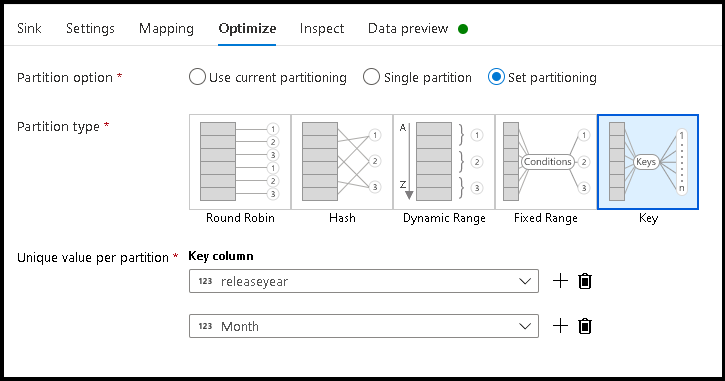 Sink Settings Mapping Optimize Inspect Data preview
Partition option * Use current partitioning Single partition Set partitioning
Partition type *
1 2 3 1 2 3
1 2 3
A Z 1 2 3
Conditions 1 2 3
Keys 1 n
Round Robin Hash Dynamic Range Fixed Range Key
Unique value per partition * Key column
123 releaseyear
123 Month